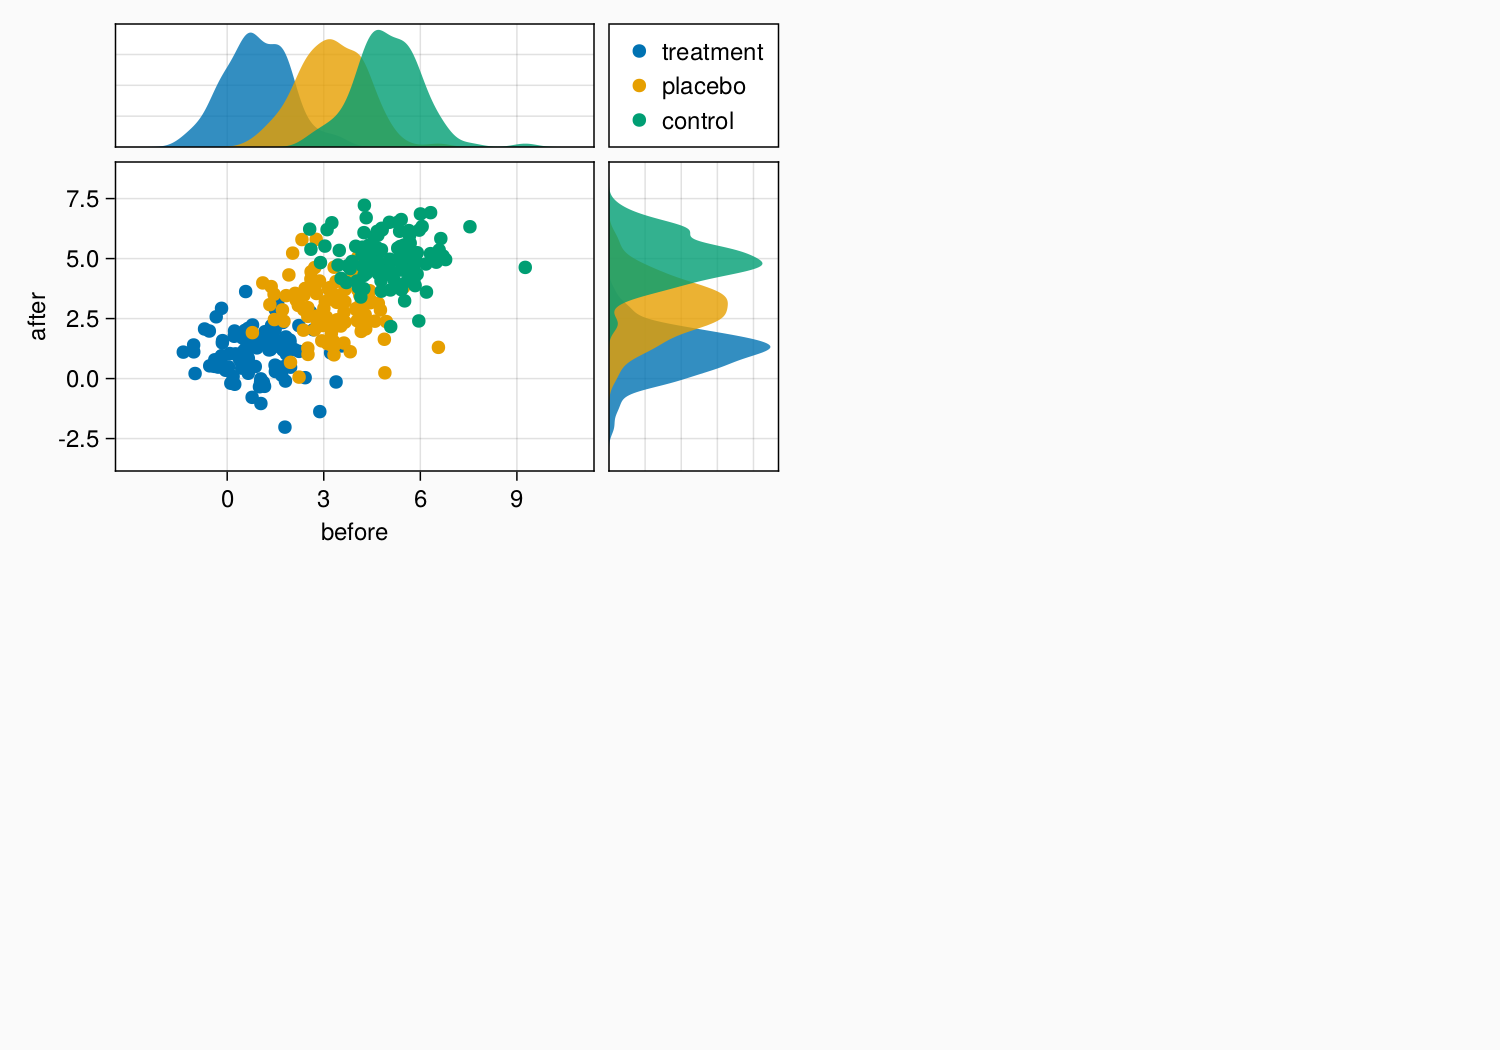 treatment
placebo
control
7.5
5.0
2.5
0.0
-2.5
after
0 3 6 9
before